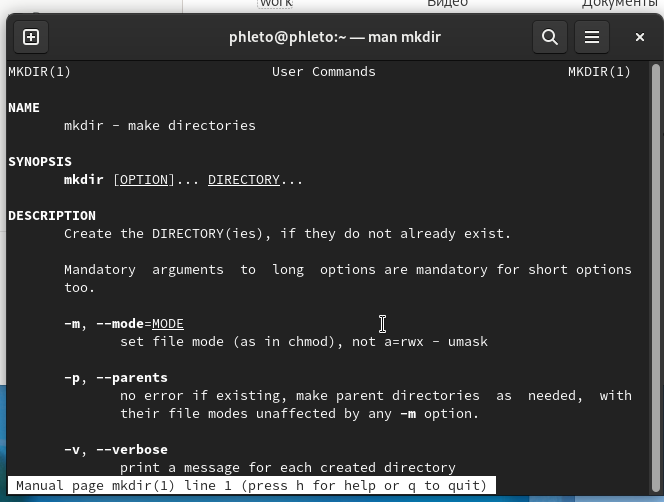 work Видео Документы
phleto@phleto:~ — man mkdir
MKDIR(1) User Commands MKDIR(1)
NAME
mkdir - make directories
SYNOPSIS
mkdir [OPTION]... DIRECTORY...
DESCRIPTION
Create the DIRECTORY(ies), if they do not already exist.
Mandatory arguments to long options are mandatory for short options
too.
-m, --mode=MODE
set file mode (as in chmod), not a=rwx - umask
-p, --parents
no error if existing, make parent directories as needed, with
their file modes unaffected by any -m option.
-v, --verbose
print a message for each created directory
Manual page mkdir(1) line 1 (press h for help or q to quit)